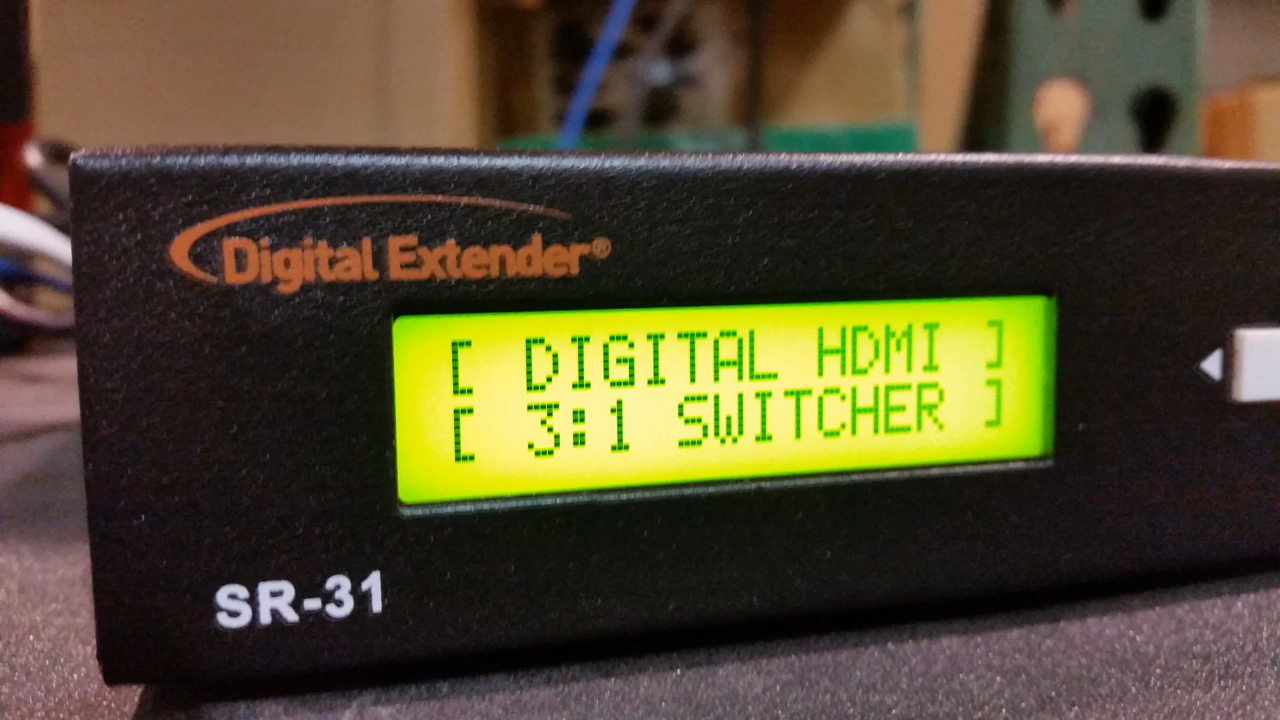 Digital Extender®
[ DIGITAL HDMI ]
[ 3:1 SWITCHER ]
SR-31